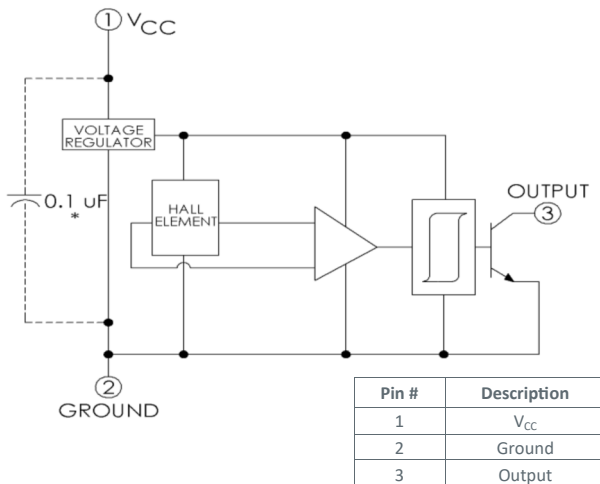 1 VCC
VOLTAGE
REGULATOR
0.1 uF
*
HALL
ELEMENT
OUTPUT
3
2
GROUND
Pin # Description
1 VCC
2 Ground
3 Output